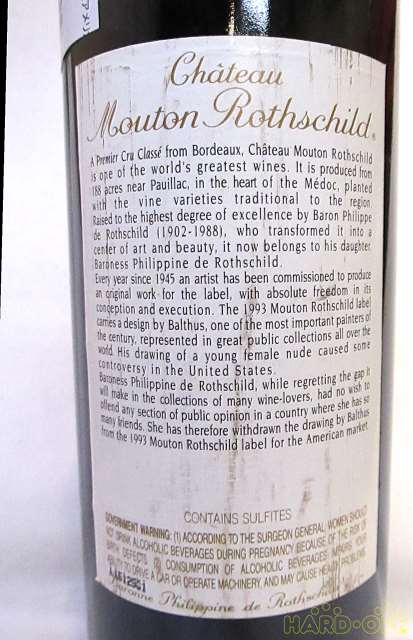 Château
Mouton Rothschild®
A Premier Cru Classé from Bordeaux, Château Mouton Rothschild
is one of the world's greatest wines. It is produced from
188 acres near Pauillac, in the heart of the Médoc, planted
with the vine varieties traditional to the region.
Raised to the highest degree of excellence by Baron Philippe
de Rothschild (1902-1988), who transformed it into a
center of art and beauty, it now belongs to his daughter,
Baroness Philippine de Rothschild.
Every year since 1945 an artist has been commissioned to produce
an original work for the label, with absolute freedom in its
conception and execution. The 1993 Mouton Rothschild label
carries a design by Balthus, one of the most important painters of
the century, represented in great public collections all over the
world. His drawing of a young female nude caused some
controversy in the United States.
Baroness Philippine de Rothschild, while regretting the gap it
will make in the collections of many wine-lovers, had no wish to
offend any section of public opinion in a country where she has so
many friends. She has therefore withdrawn the drawing by Balthus
from the 1993 Mouton Rothschild label for the American market.
CONTAINS SULFITES
GOVERNMENT WARNING: (1) ACCORDING TO THE SURGEON GENERAL, WOMEN SHOULD
NOT DRINK ALCOHOLIC BEVERAGES DURING PREGNANCY BECAUSE OF THE RISK OF
BIRTH DEFECTS. (2) CONSUMPTION OF ALCOHOLIC BEVERAGES IMPAIRS YOUR
ABILITY TO DRIVE A CAR OR OPERATE MACHINERY, AND MAY CAUSE HEALTH PROBLEMS.
Baronne Philippine de Rothschild
HARD-OFF